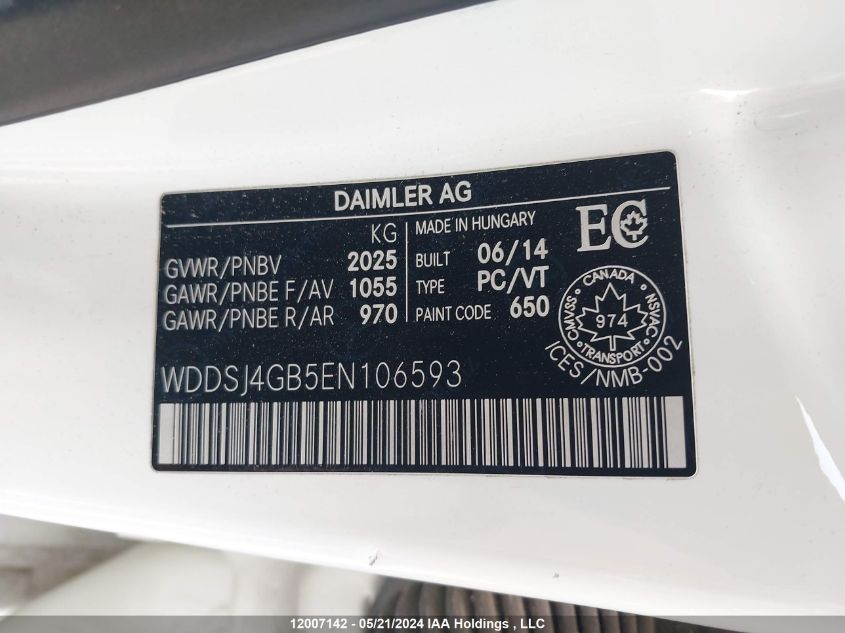 DAIMLER AG
KG
GVWR/PNBV 2025
GAWR/PNBE F/AV 1055
GAWR/PNBE R/AR 970
MADE IN HUNGARY
BUILT 06/14
TYPE PC/VT
PAINT CODE 650
EC
CANADA
CMVSS NSVAC
974
TRANSPORT
ICES/NMB-002
WDDSJ4GB5EN106593
12007142 - 05/21/2024 IAA Holdings , LLC